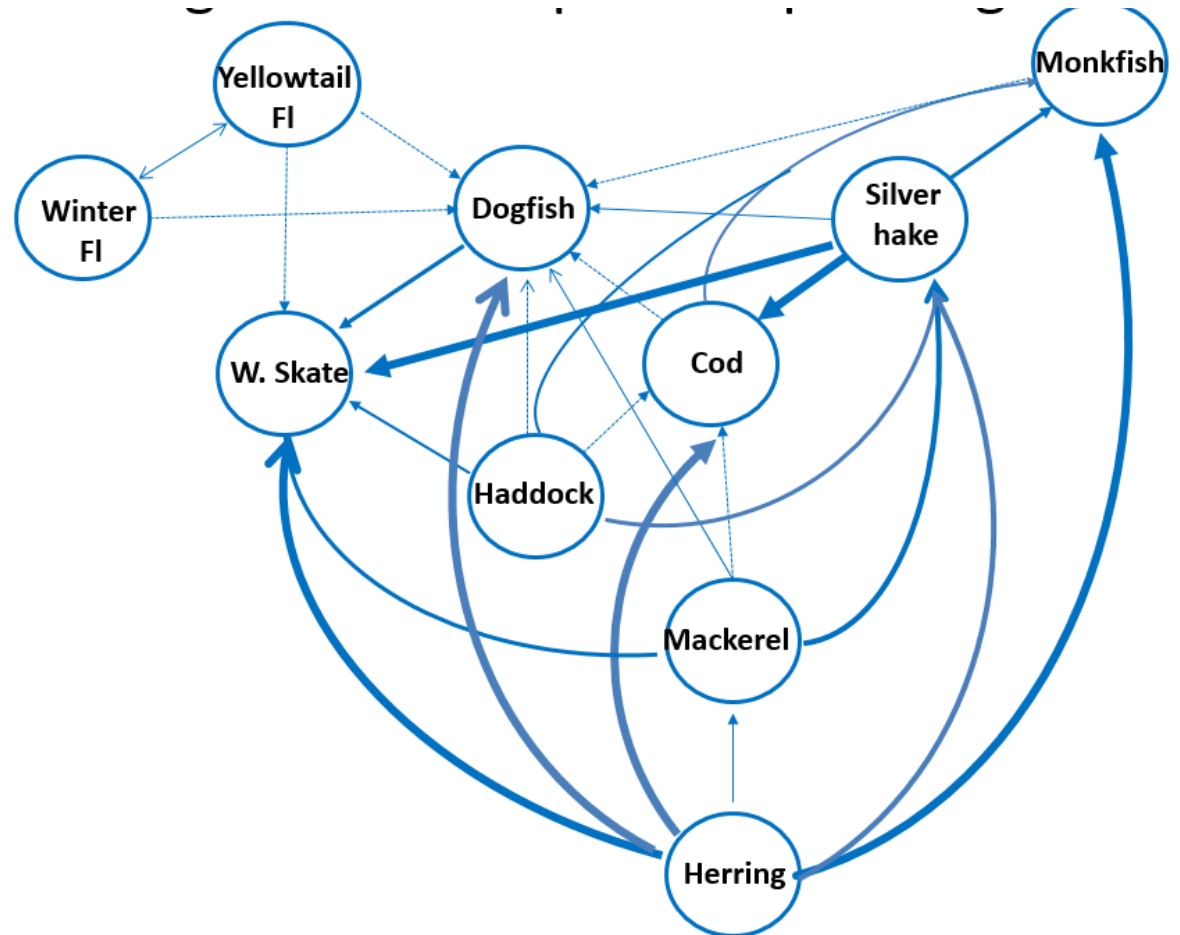 Monkfish
Yellowtail
Fl
Silver
hake
Dogfish
Winter
Fl
Cod
W. Skate
Haddock
Mackerel
Herring